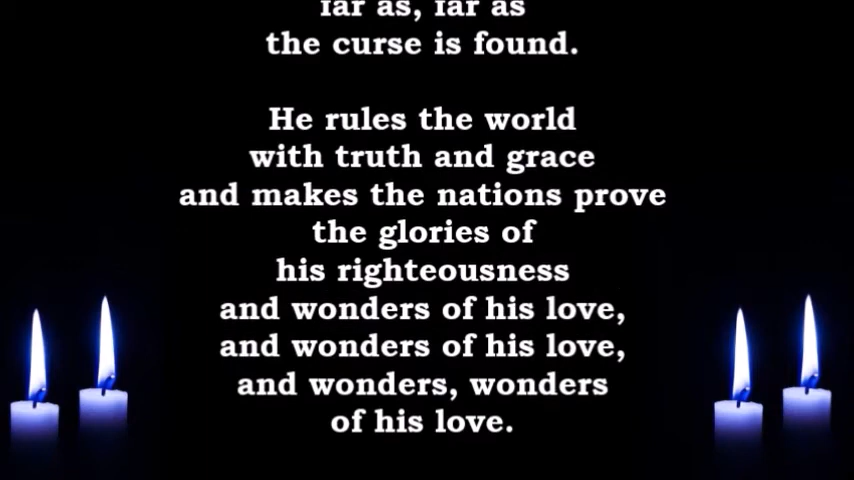 far as, far as
the curse is found.
He rules the world
with truth and grace
and makes the nations prove
the glories of
his righteousness
and wonders of his love,
and wonders of his love,
and wonders, wonders
of his love.